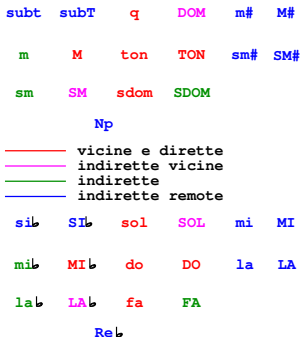 subt subT q DOM m# M#
m M ton TON sm# SM#
sm SM sdom SDOM
Np
vicine e dirette
indirette vicine
indirette
indirette remote
si♭ SI♭ sol SOL mi MI
mi♭ MI♭ do DO la LA
la♭ LA♭ fa FA
Re♭